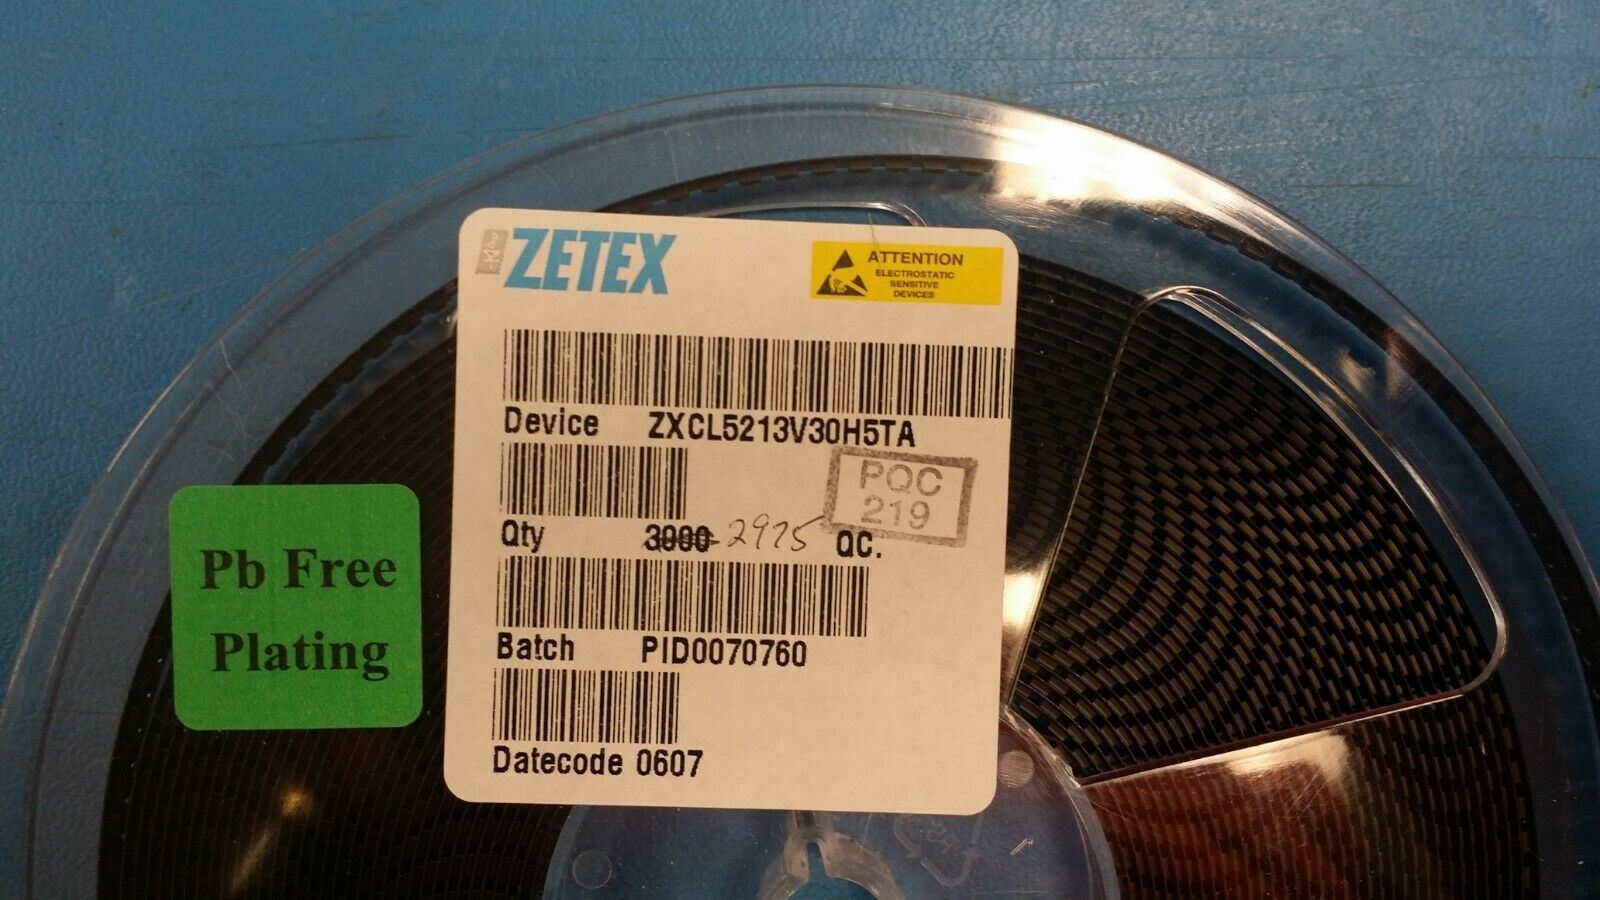 ZETEX
ATTENTION
ELECTROSTATIC
SENSITIVE
DEVICES
Device ZXCL5213V30H5TA
PQC
219
Qty 3000 2975 QC.
Batch PID0070760
Datecode 0607
Pb Free
Plating